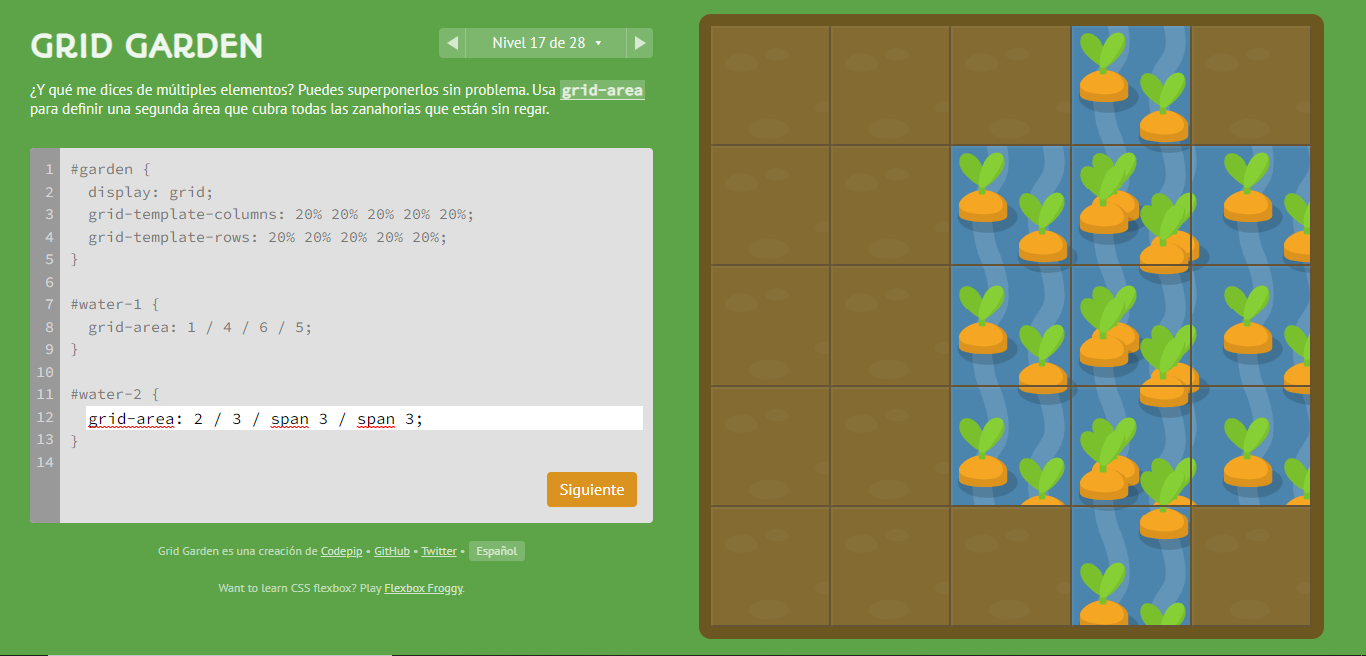 GRID GARDEN
Nivel 17 de 28
¿Y qué me dices de múltiples elementos? Puedes superponerlos sin problema. Usa grid-area
para definir una segunda área que cubra todas las zanahorias que están sin regar.
1 #garden {
2 display: grid;
3 grid-template-columns: 20% 20% 20% 20% 20%;
4 grid-template-rows: 20% 20% 20% 20% 20%;
5 }
6
7 #water-1 {
8 grid-area: 1 / 4 / 6 / 5;
9 }
10
11 #water-2 {
12 grid-area: 2 / 3 / span 3 / span 3;
13 }
14
Siguiente
Grid Garden es una creación de Codepip • GitHub • Twitter • Español
Want to learn CSS flexbox? Play Flexbox Froggy.